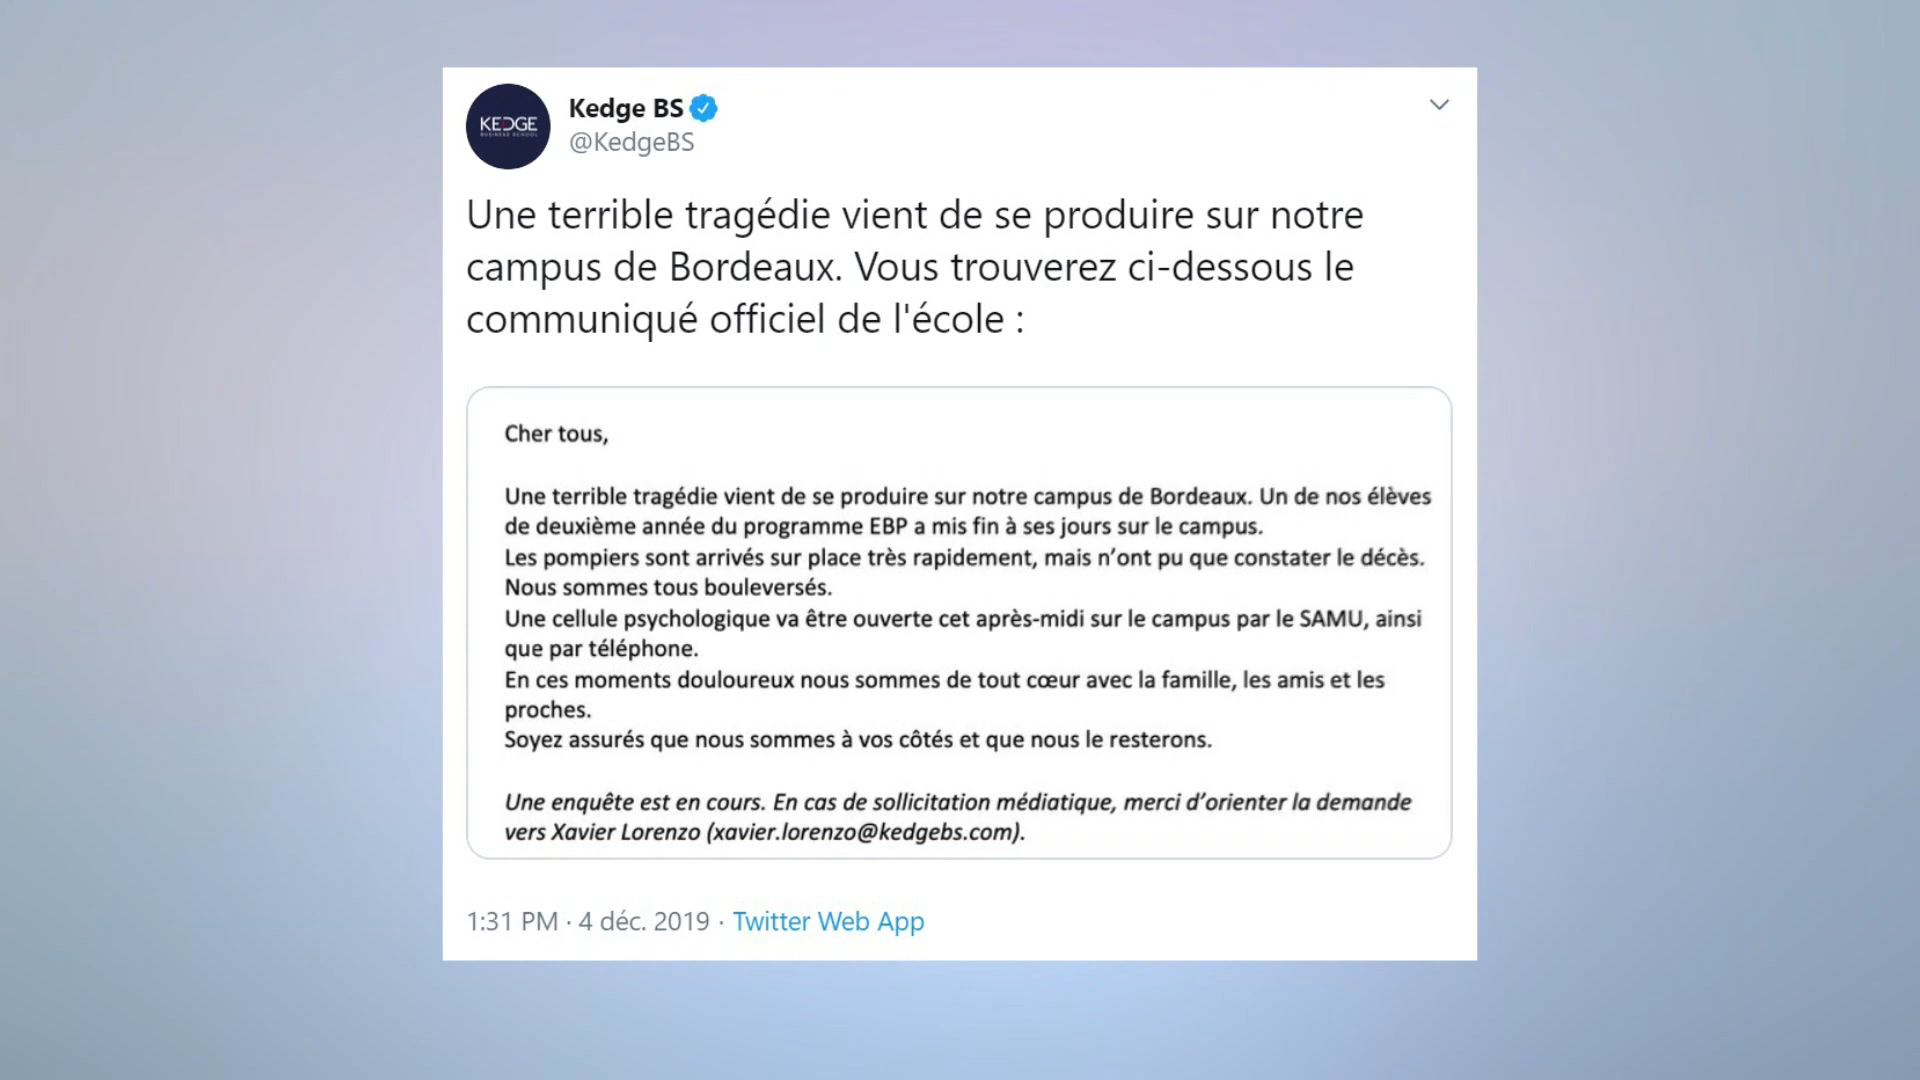 KEDGE
BUSINESS SCHOOL
Kedge BS
@KedgeBS
Une terrible tragédie vient de se produire sur notre
campus de Bordeaux. Vous trouverez ci-dessous le
communiqué officiel de l'école :
Cher tous,
Une terrible tragédie vient de se produire sur notre campus de Bordeaux. Un de nos élèves
de deuxième année du programme EBP a mis fin à ses jours sur le campus.
Les pompiers sont arrivés sur place très rapidement, mais n’ont pu que constater le décès.
Nous sommes tous bouleversés.
Une cellule psychologique va être ouverte cet après-midi sur le campus par le SAMU, ainsi
que par téléphone.
En ces moments douloureux nous sommes de tout cœur avec la famille, les amis et les
proches.
Soyez assurés que nous sommes à vos côtés et que nous le resterons.
Une enquête est en cours. En cas de sollicitation médiatique, merci d’orienter la demande
vers Xavier Lorenzo (xavier.lorenzo@kedgebs.com).
1:31 PM · 4 déc. 2019 · Twitter Web App